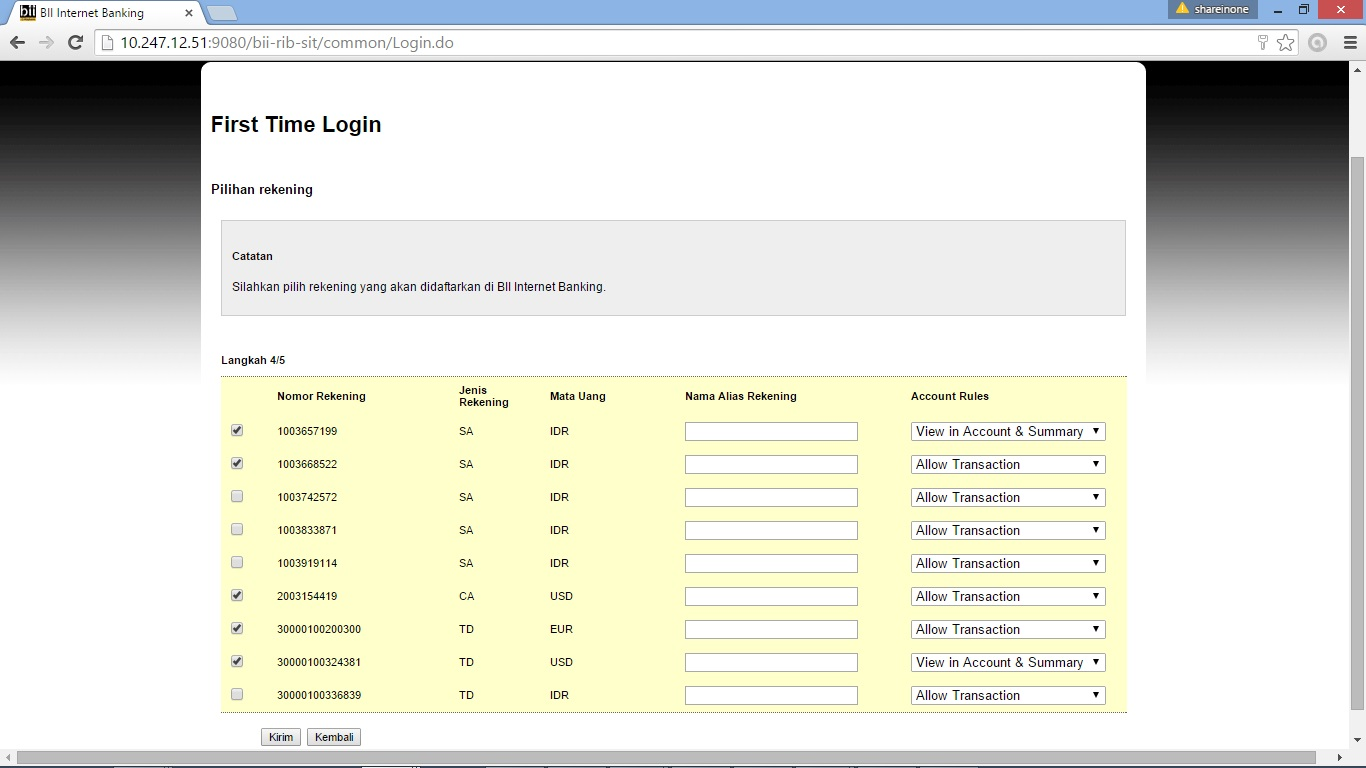 bii BII Internet Banking
shareinone
10.247.12.51:9080/bii-rib-sit/common/Login.do
First Time Login
Pilihan rekening
Catatan
Silahkan pilih rekening yang akan didaftarkan di BII Internet Banking.
Langkah 4/5
Nomor Rekening Jenis Rekening Mata Uang Nama Alias Rekening Account Rules
1003657199 SA IDR View in Account & Summary
1003668522 SA IDR Allow Transaction
1003742572 SA IDR Allow Transaction
1003833871 SA IDR Allow Transaction
1003919114 SA IDR Allow Transaction
2003154419 CA USD Allow Transaction
30000100200300 TD EUR Allow Transaction
30000100324381 TD USD View in Account & Summary
30000100336839 TD IDR Allow Transaction
Kirim Kembali